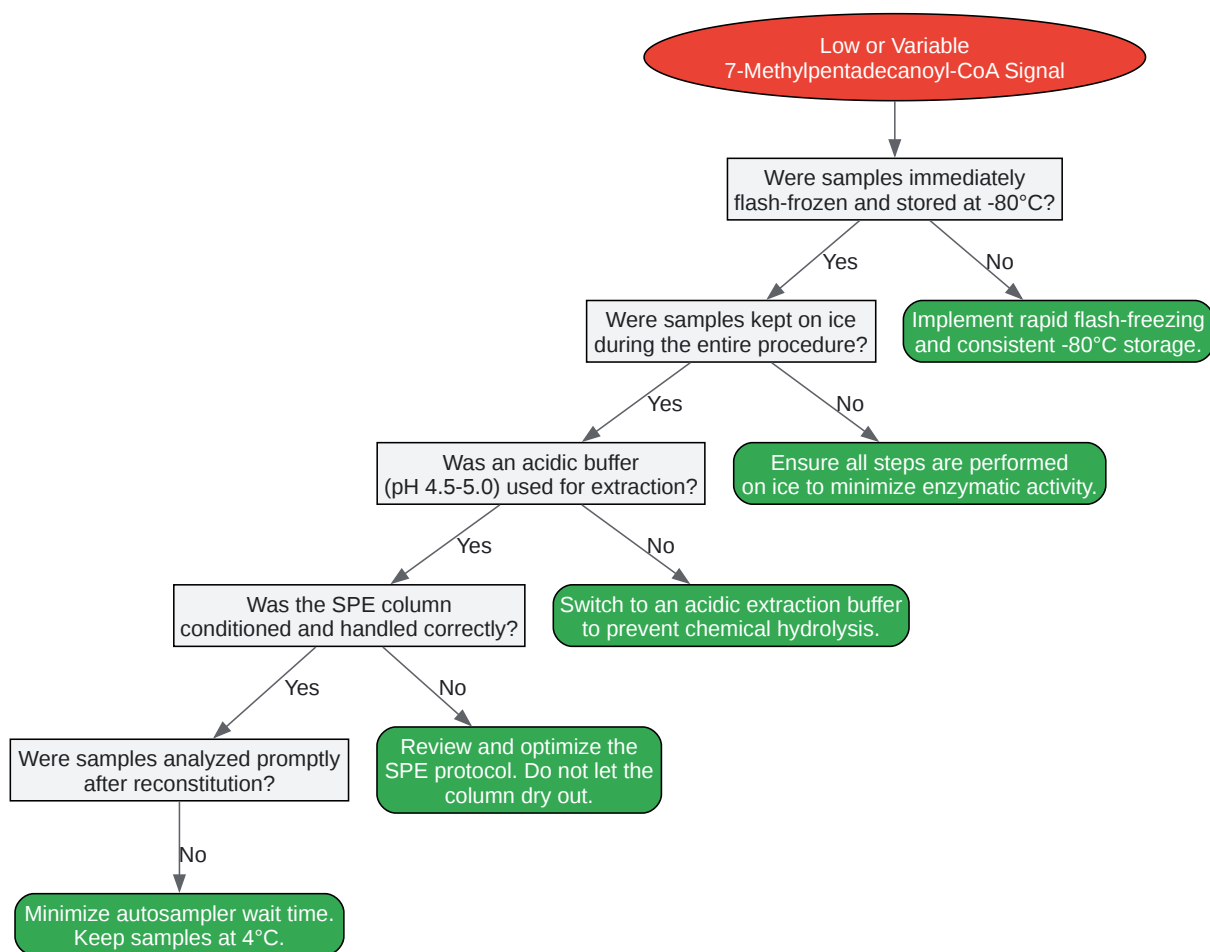 Low or Variable
7-Methylpentadecanoyl-CoA Signal
Were samples immediately
flash-frozen and stored at -80°C?
Yes
No
Were samples kept on ice
during the entire procedure?
Implement rapid flash-freezing
and consistent -80°C storage.
Yes
No
Was an acidic buffer
(pH 4.5-5.0) used for extraction?
Ensure all steps are performed
on ice to minimize enzymatic activity.
Yes
No
Was the SPE column
conditioned and handled correctly?
Switch to an acidic extraction buffer
to prevent chemical hydrolysis.
Yes
No
Were samples analyzed promptly
after reconstitution?
Review and optimize the
SPE protocol. Do not let the
column dry out.
No
Minimize autosampler wait time.
Keep samples at 4°C.